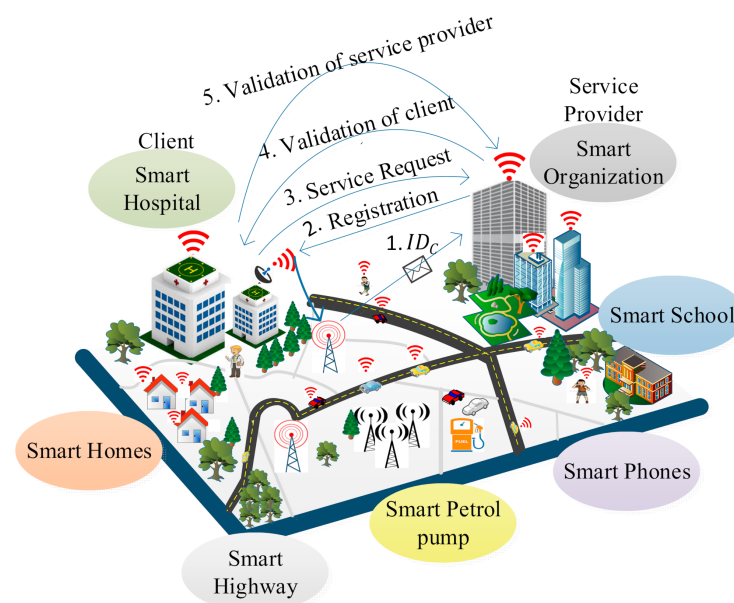 5. Validation of service provider
4. Validation of client
3. Service Request
2. Registration
1. ID_C
Client
Smart
Hospital
Service
Provider
Smart
Organization
H
H
Smart School
Smart Homes
FUEL
Smart Phones
Smart Petrol
pump
Smart
Highway